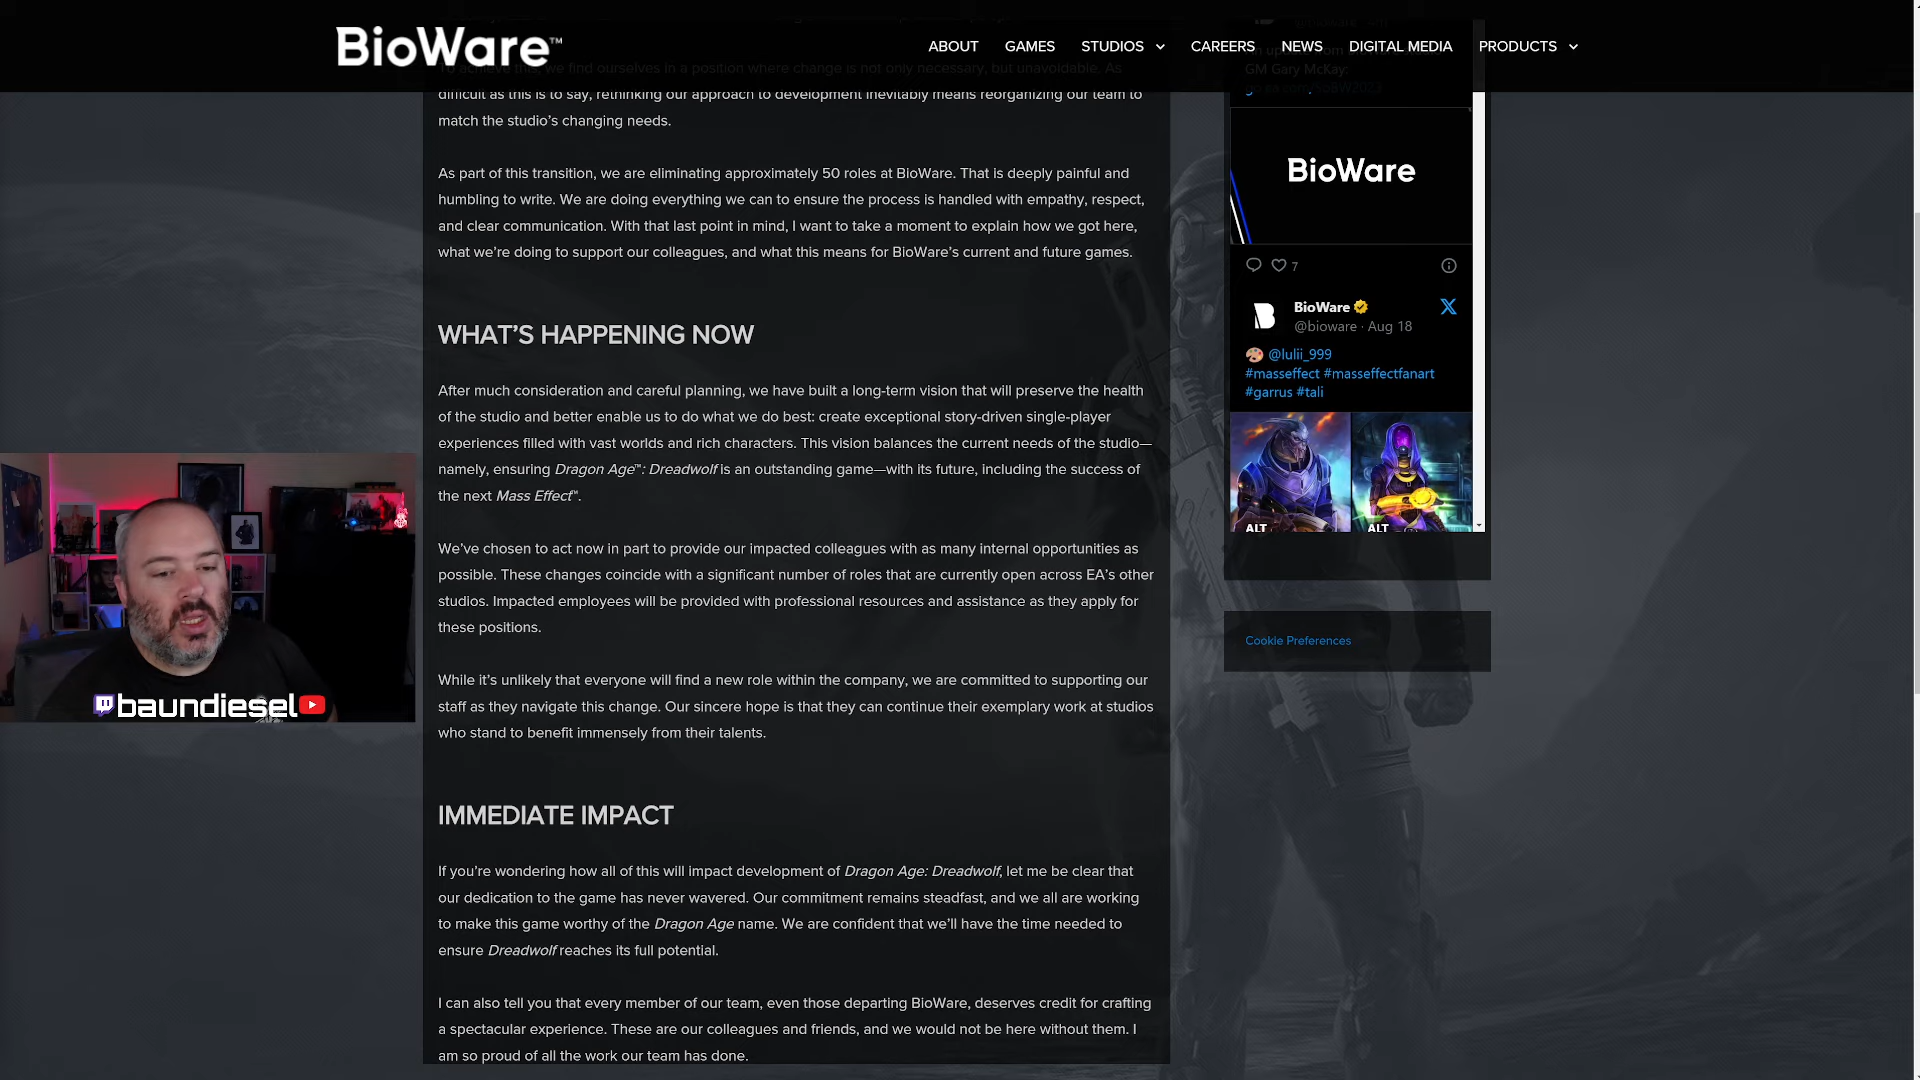 BioWare™
ABOUT
GAMES
STUDIOS
CAREERS
NEWS
DIGITAL MEDIA
PRODUCTS
To achieve this, we find ourselves in a position where change is not only necessary, but unavoidable. As
difficult as this is to say, rethinking our approach to development inevitably means reorganizing our team to
match the studio’s changing needs.
As part of this transition, we are eliminating approximately 50 roles at BioWare. That is deeply painful and
humbling to write. We are doing everything we can to ensure the process is handled with empathy, respect,
and clear communication. With that last point in mind, I want to take a moment to explain how we got here,
what we’re doing to support our colleagues, and what this means for BioWare’s current and future games.
WHAT’S HAPPENING NOW
After much consideration and careful planning, we have built a long-term vision that will preserve the health
of the studio and better enable us to do what we do best: create exceptional story-driven single-player
experiences filled with vast worlds and rich characters. This vision balances the current needs of the studio—
namely, ensuring Dragon Age™: Dreadwolf is an outstanding game—with its future, including the success of
the next Mass Effect™.
We’ve chosen to act now in part to provide our impacted colleagues with as many internal opportunities as
possible. These changes coincide with a significant number of roles that are currently open across EA’s other
studios. Impacted employees will be provided with professional resources and assistance as they apply for
these positions.
While it’s unlikely that everyone will find a new role within the company, we are committed to supporting our
staff as they navigate this change. Our sincere hope is that they can continue their exemplary work at studios
who stand to benefit immensely from their talents.
IMMEDIATE IMPACT
If you’re wondering how all of this will impact development of Dragon Age: Dreadwolf, let me be clear that
our dedication to the game has never wavered. Our commitment remains steadfast, and we all are working
to make this game worthy of the Dragon Age name. We are confident that we’ll have the time needed to
ensure Dreadwolf reaches its full potential.
I can also tell you that every member of our team, even those departing BioWare, deserves credit for crafting
a spectacular experience. These are our colleagues and friends, and we would not be here without them. I
am so proud of all the work our team has done.
GM Gary McKay:
BioWare
7
BioWare
@bioware · Aug 18
@lulii_999
#masseffect #masseffectfanart
#garrus #tali
ALT
ALT
Cookie Preferences
baundiesel